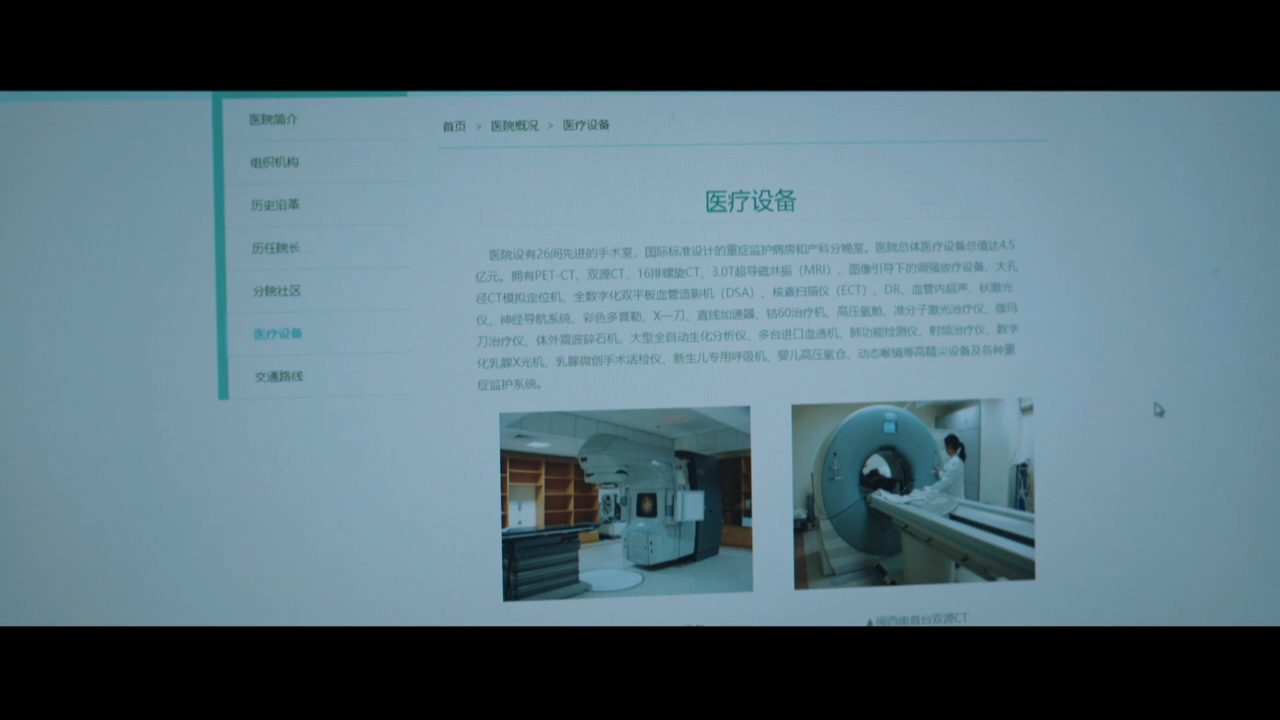 医院简介
组织机构
历史沿革
历任院长
分院社区
医疗设备
交通路线
首页 > 医院概况 > 医疗设备
医疗设备
医院设有26间先进的手术室，国际标准设计的重症监护病房和产科分娩室。医院总体医疗设备总值达4.5
亿元。拥有PET-CT、双源CT、16排螺旋CT、3.0T超导磁共振（MRI）、图像引导下的调强放疗设备、大孔
径CT模拟定位机、全数字化双平板血管造影机（DSA）、核素扫描仪（ECT）、DR、血管内超声、钬激光
仪、神经导航系统、彩色多普勒、X—刀、直线加速器、钴60治疗机、高压氧舱、准分子激光治疗仪、伽玛
刀治疗仪、体外震波碎石机、大型全自动生化分析仪、多台进口血透机、肺功能检测仪、射频治疗仪、数字
化乳腺X光机、乳腺微创手术活检仪、新生儿专用呼吸机、婴儿高压氧仓、动态喉镜等高精尖设备及各种重
症监护系统。
▲闽西南首台双源CT